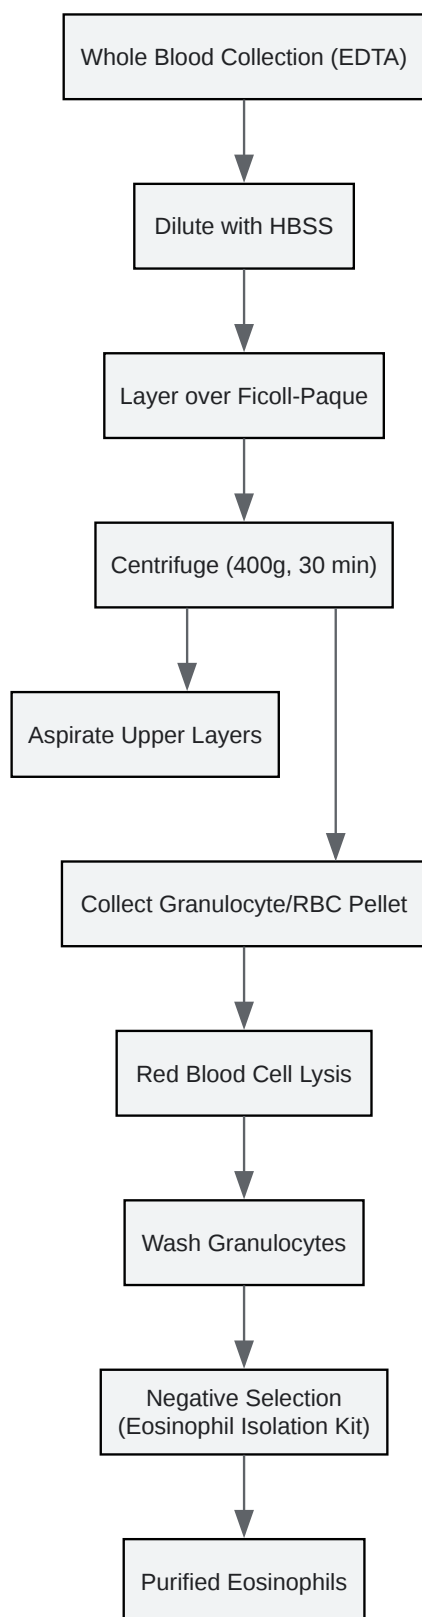 Whole Blood Collection (EDTA)
Dilute with HBSS
Layer over Ficoll-Paque
Centrifuge (400g, 30 min)
Aspirate Upper Layers
Collect Granulocyte/RBC Pellet
Red Blood Cell Lysis
Wash Granulocytes
Negative Selection
(Eosinophil Isolation Kit)
Purified Eosinophils